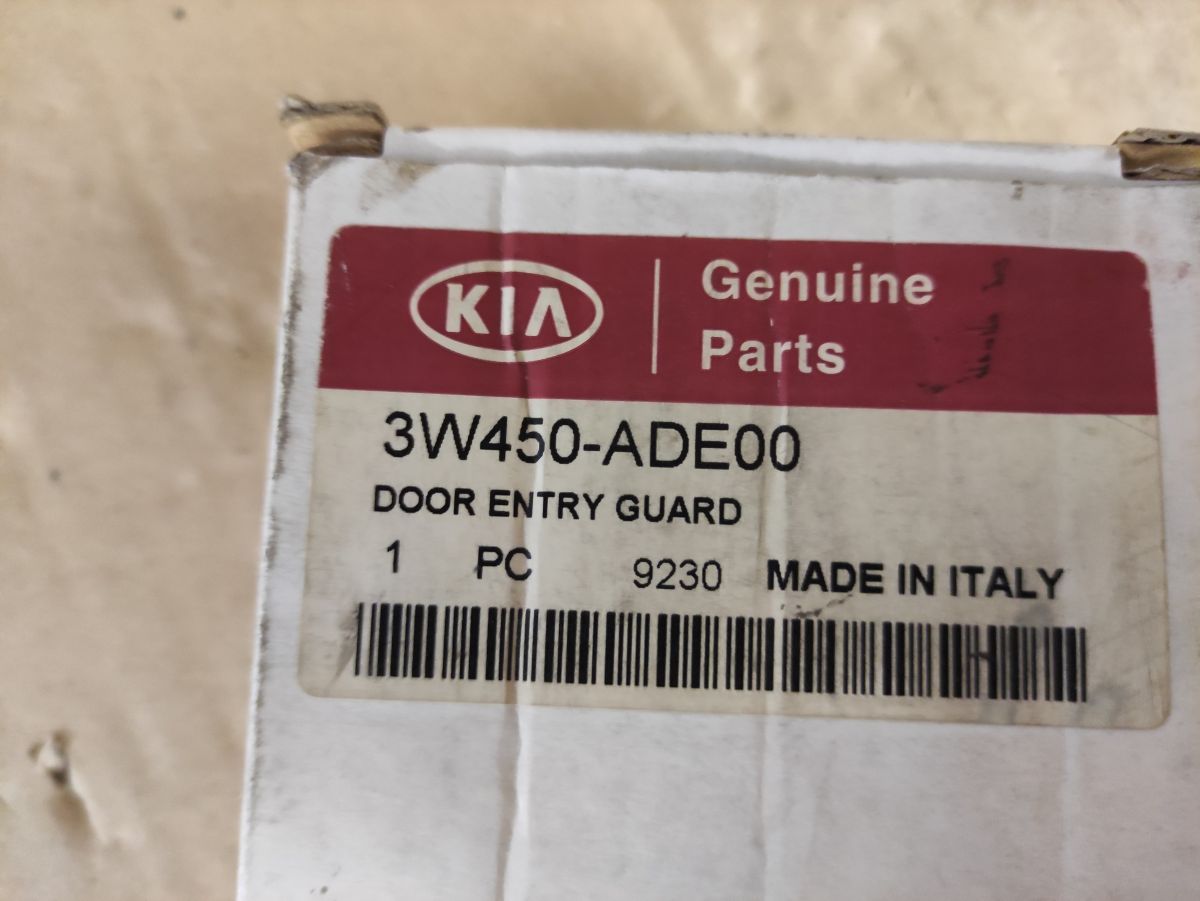 KIA
Genuine
Parts
3W450-ADE00
DOOR ENTRY GUARD
1 PC 9230 MADE IN ITALY